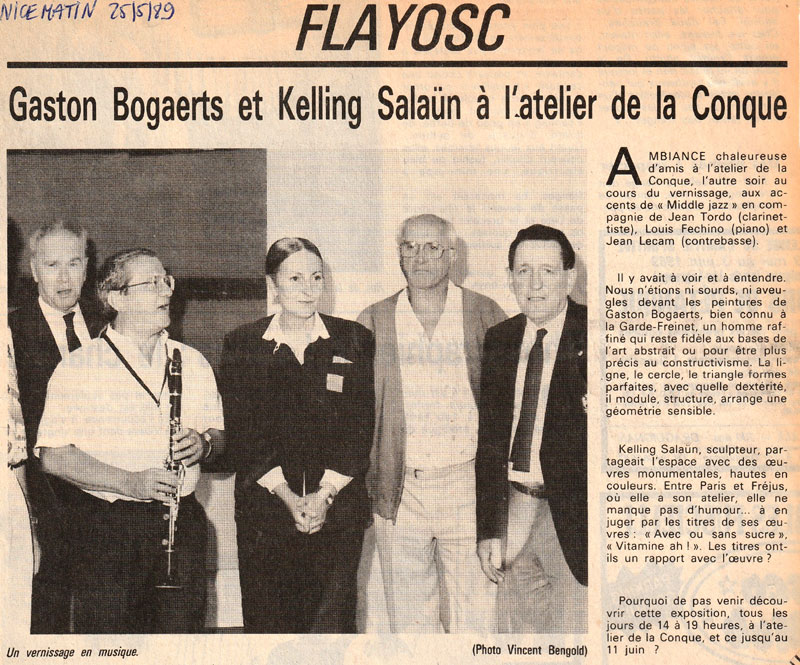 NICE MATIN 25/5/89
FLAYOSC
Gaston Bogaerts et Kelling Salaün à l'atelier de la Conque
AMBIANCE chaleureuse
d'amis à l'atelier de la
Conque, l'autre soir au
cours du vernissage, aux ac-
cents de « Middle jazz » en com-
pagnie de Jean Tordo (clarinet-
tiste), Louis Fechino (piano) et
Jean Lecam (contrebasse).
Il y avait à voir et à entendre.
Nous n'étions ni sourds, ni aveu-
gles devant les peintures de
Gaston Bogaerts, bien connu à
la Garde-Freinet, un homme raf-
finé qui reste fidèle aux bases de
l'art abstrait ou pour être plus
précis au constructivisme. La li-
gne, le cercle, le triangle formes
parfaites, avec quelle dextérité,
il module, structure, arrange une
géométrie sensible.
Kelling Salaün, sculpteur, par-
tageait l'espace avec des œu-
vres monumentales, hautes en
couleurs. Entre Paris et Fréjus,
où elle a son atelier, elle ne
manque pas d'humour... à en
juger par les titres de ses œu-
vres : « Avec ou sans sucre »,
« Vitamine ah ! ». Les titres ont-
ils un rapport avec l'œuvre ?
Pourquoi de pas venir décou-
vrir cette exposition, tous les
jours de 14 à 19 heures, à l'ate-
lier de la Conque, et ce jusqu'au
11 juin ?
Un vernissage en musique.
(Photo Vincent Bengold)